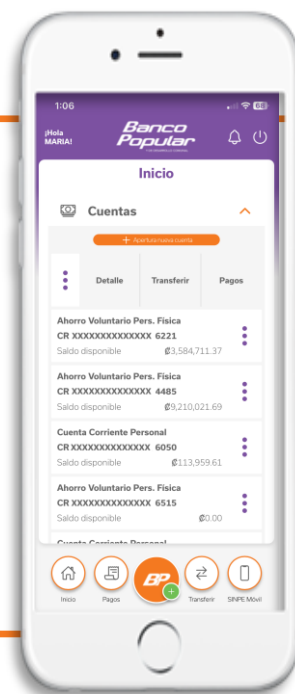 1:06
¡Hola
MARIA!
Banco
Popular
Inicio
Cuentas
+ Apertura nueva cuenta
Detalle Transferir Pagos
Ahorro Voluntario Pers. Física
CR XXXXXXXXXXXXXX 6221
Saldo disponible ₡3,584,711.37
Ahorro Voluntario Pers. Física
CR XXXXXXXXXXXXXX 4485
Saldo disponible ₡9,210,021.69
Cuenta Corriente Personal
CR XXXXXXXXXXXXXX 6050
Saldo disponible ₡113,959.61
Ahorro Voluntario Pers. Física
CR XXXXXXXXXXXXXX 6515
Saldo disponible ₡0.00
Cuenta Corriente Personal
BP
Inicio Pagos Transferir SINPE Móvil